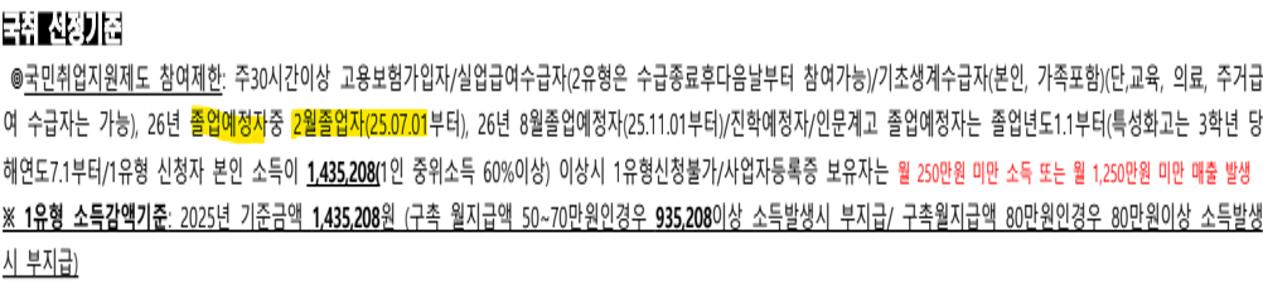 국취 선정기준
◎국민취업지원제도 참여제한: 주30시간이상 고용보험가입자/실업급여수급자(2유형은 수급종료후다음날부터 참여가능)/기초생계수급자(본인, 가족포함)(단,교육, 의료, 주거급
여 수급자는 가능), 26년 졸업예정자중 2월졸업자(25.07.01부터), 26년 8월졸업예정자(25.11.01부터)/진학예정자/인문계고 졸업예정자는 졸업년도1.1부터(특성화고는 3학년 당
해연도7.1부터/1유형 신청자 본인 소득이 1,435,208(1인 중위소득 60%이상) 이상시 1유형신청불가/사업자등록증 보유자는 월 250만원 미만 소득 또는 월 1,250만원 미만 매출 발생
※ 1유형 소득감액기준: 2025년 기준금액 1,435,208원 (구촉 월지급액 50~70만원인경우 935,208이상 소득발생시 부지급/ 구촉월지급액 80만원인경우 80만원이상 소득발생
시 부지급)